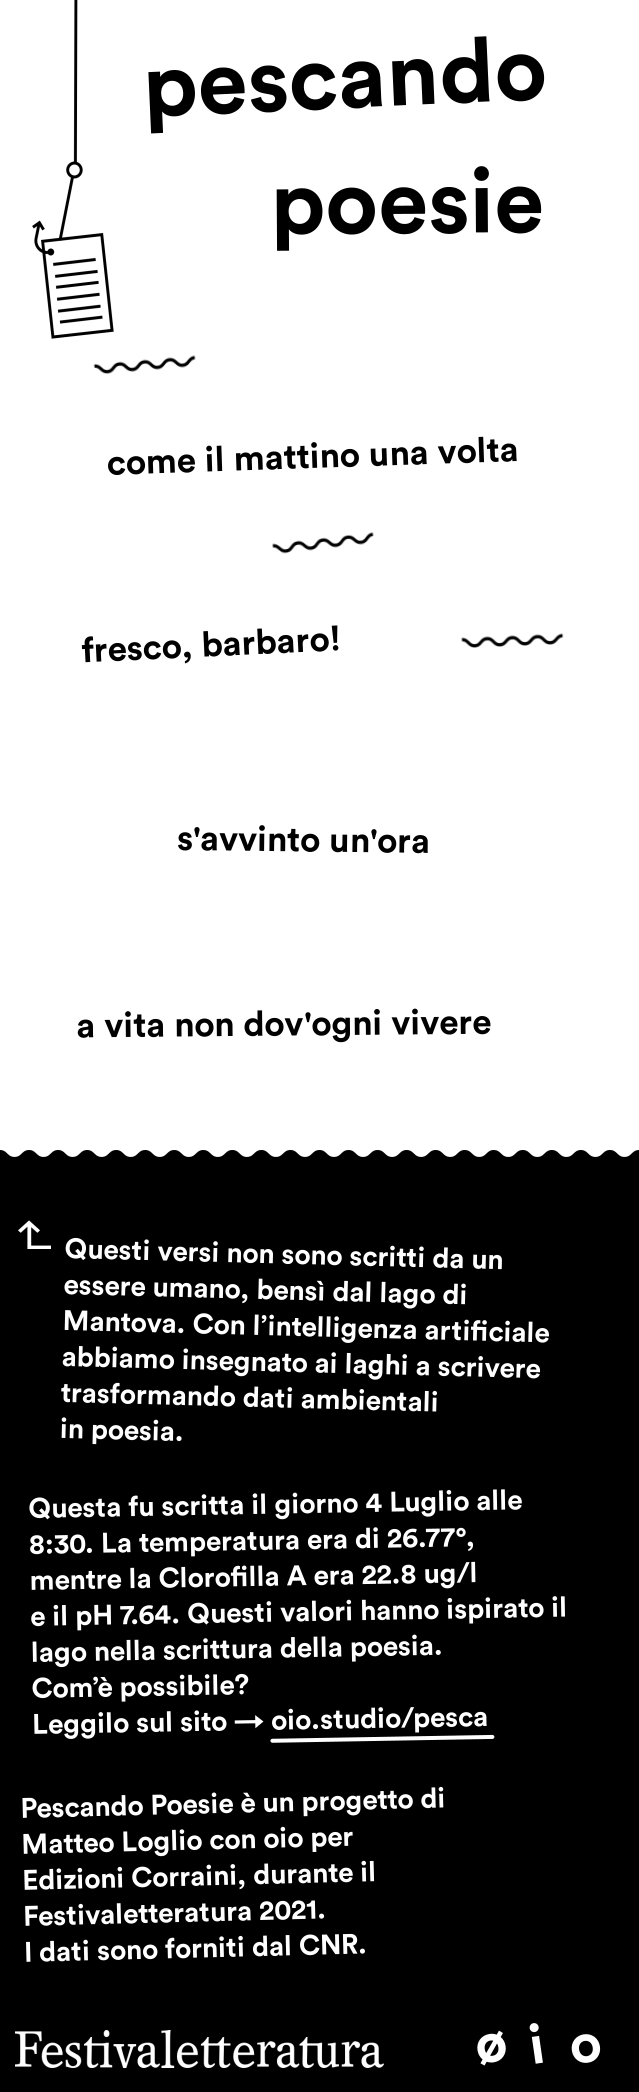 pescando
poesie
come il mattino una volta
fresco, barbaro!
s'avvinto un'ora
a vita non dov'ogni vivere
Questi versi non sono scritti da un
essere umano, bensì dal lago di
Mantova. Con l’intelligenza artificiale
abbiamo insegnato ai laghi a scrivere
trasformando dati ambientali
in poesia.
Questa fu scritta il giorno 4 Luglio alle
8:30. La temperatura era di 26.77°,
mentre la Clorofilla A era 22.8 ug/l
e il pH 7.64. Questi valori hanno ispirato il
lago nella scrittura della poesia.
Com’è possibile?
Leggilo sul sito → oio.studio/pesca
Pescando Poesie è un progetto di
Matteo Loglio con oio per
Edizioni Corraini, durante il
Festivaletteratura 2021.
I dati sono forniti dal CNR.
Festivaletteratura ø i o